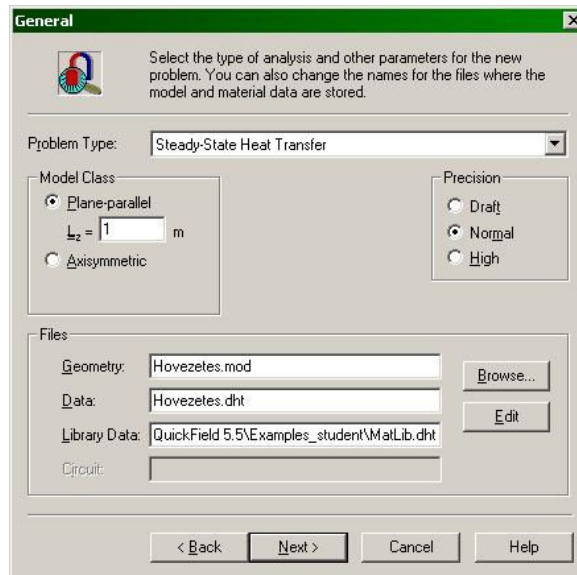 General
Select the type of analysis and other parameters for the new
problem. You can also change the names for the files where the
model and material data are stored.
Problem Type: Steady-State Heat Transfer
Model Class
Plane-parallel
Lz = 1 m
Axisymmetric
Precision
Draft
Normal
High
Files
Geometry: Hovezetes.mod
Data: Hovezetes.dht
Library Data: QuickField 5.5\Examples_student\MatLib.dht
Circuit:
Browse...
Edit
< Back Next > Cancel Help